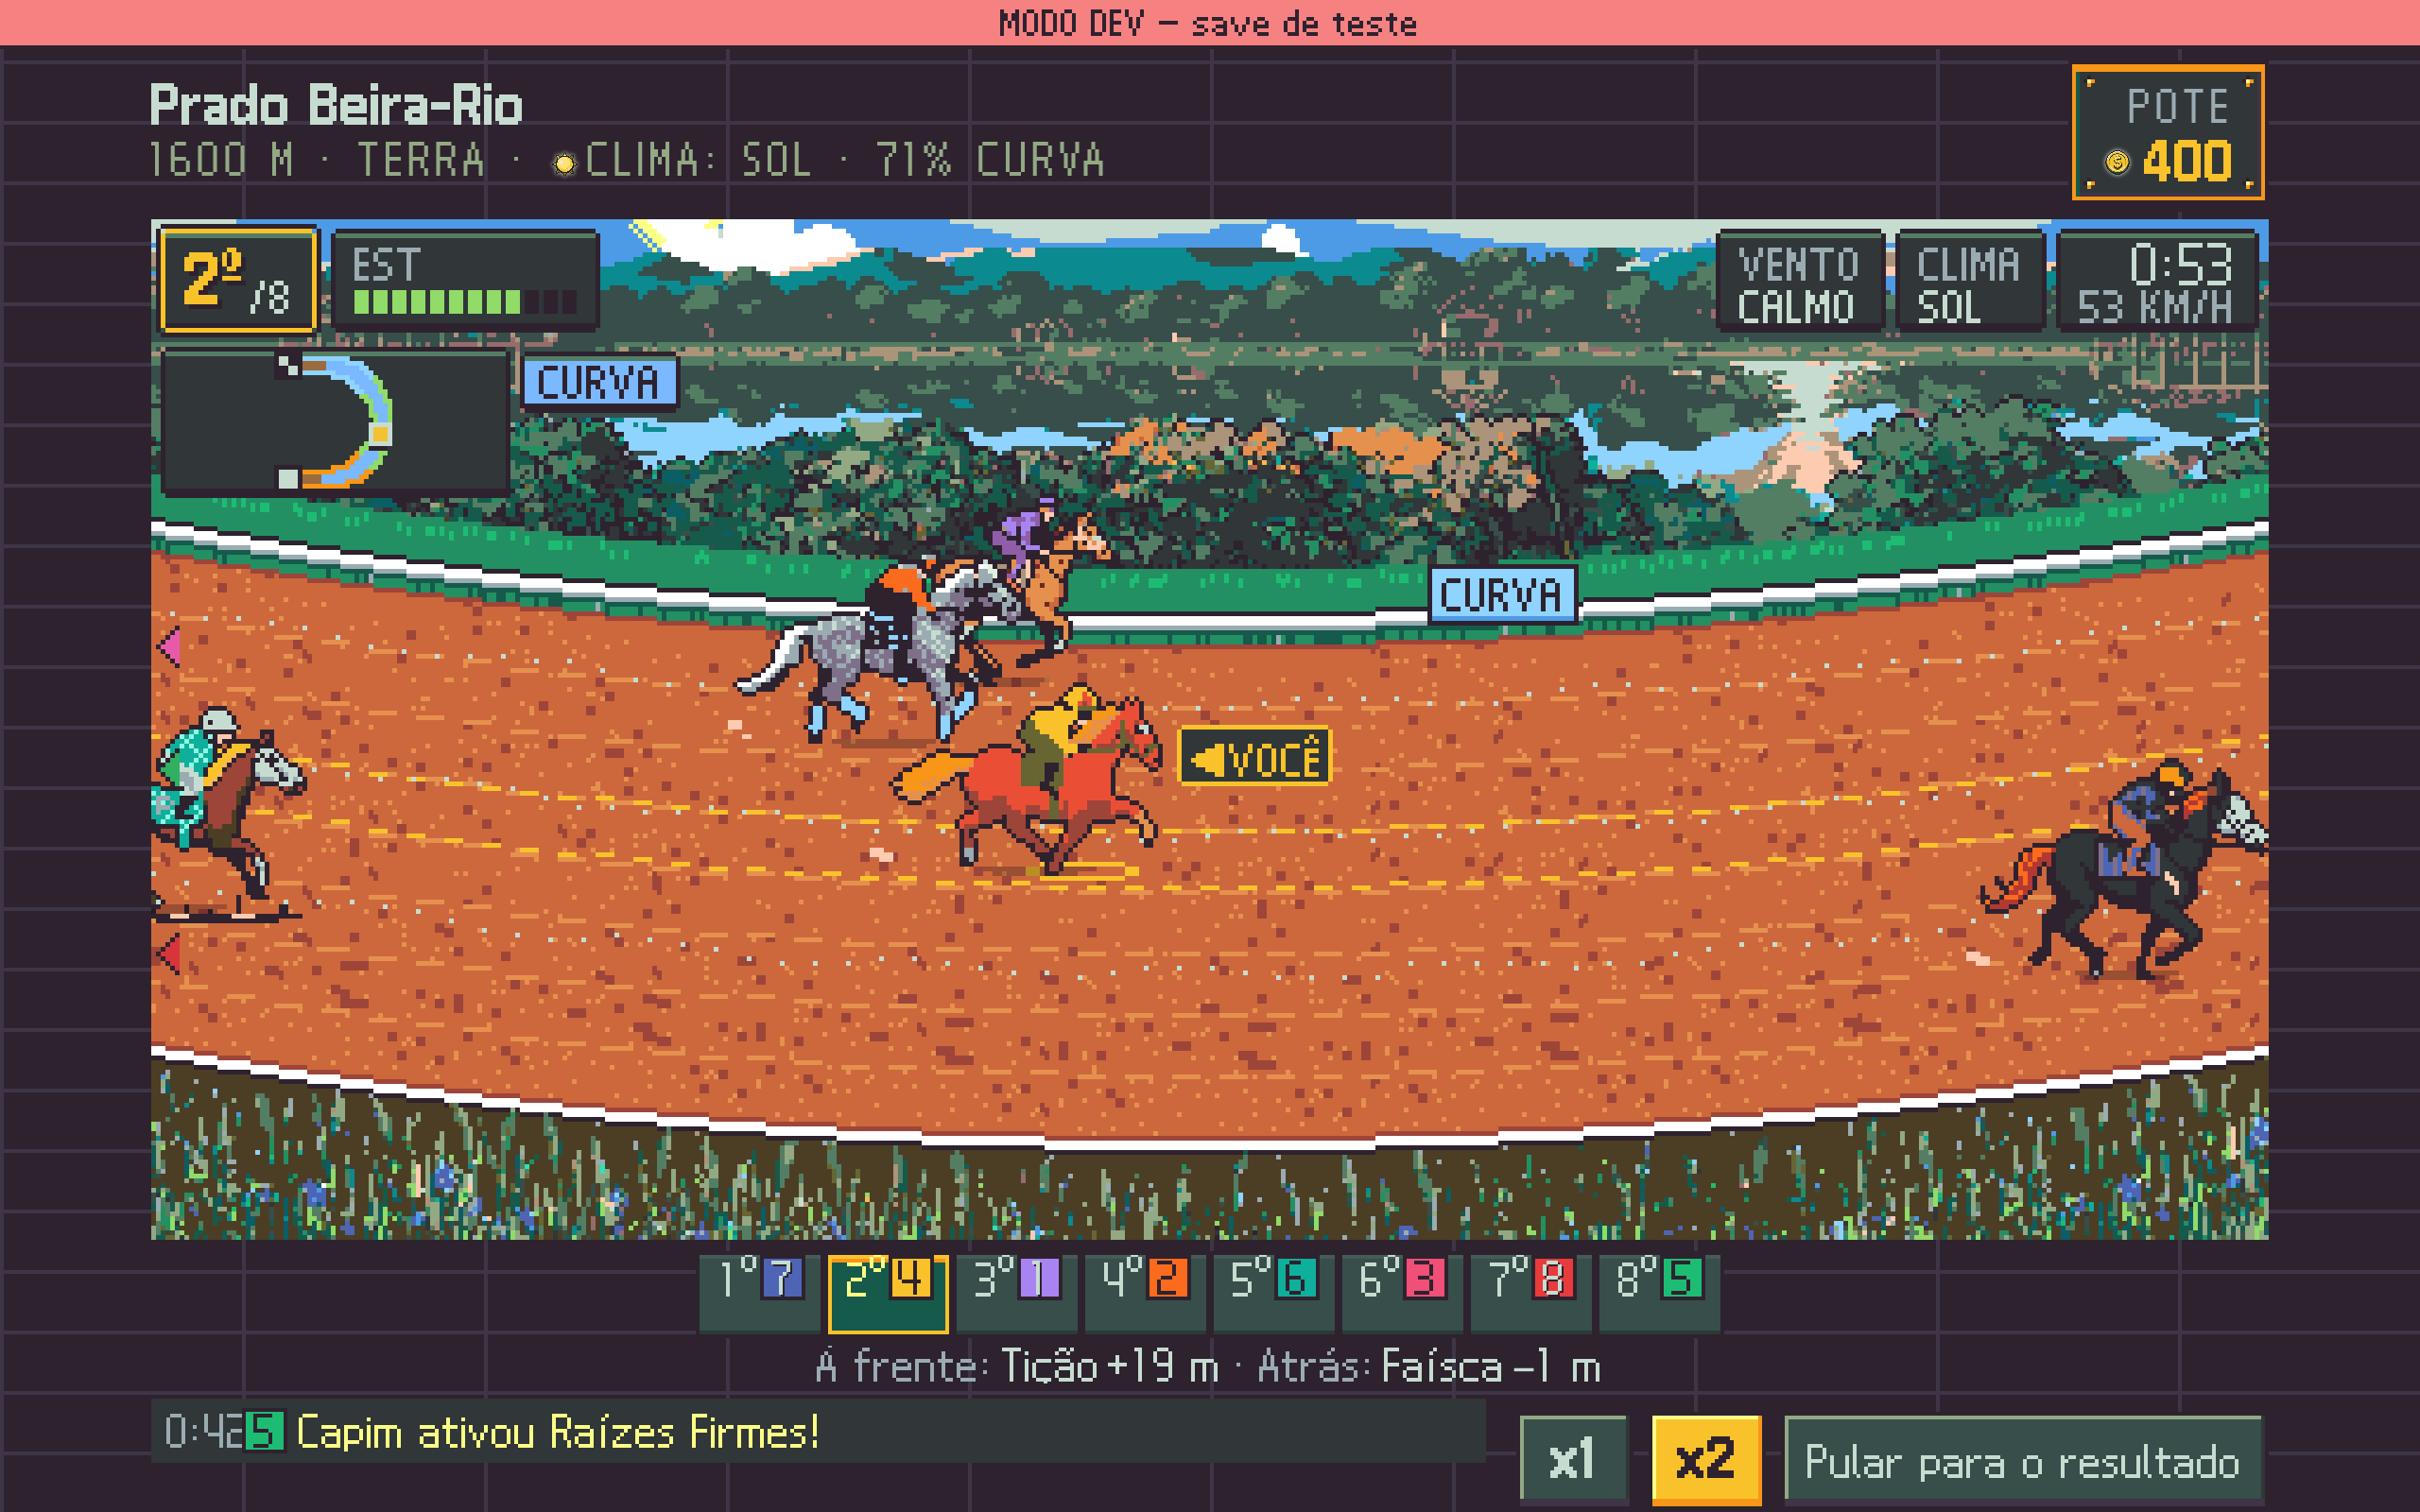 MODO DEV – save de teste
Prado Beira-Rio
1600 M · TERRA · CLIMA: SOL · 71% CURVA
POTE
400
2º/8
EST
VENTO
CALMO
CLIMA
SOL
0:53
53 KM/H
CURVA
CURVA
VOCÊ
1º 7
2º 4
3º 1
4º 2
5º 6
6º 3
7º 8
8º 5
À frente: Tição +19 m · Atrás: Faísca –1 m
0:42 5 Capim ativou Raízes Firmes!
x1
x2
Pular para o resultado